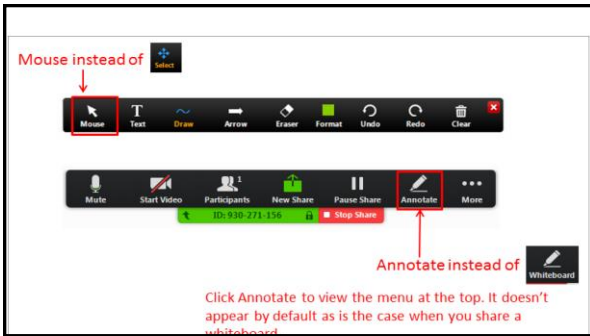 Mouse instead of
Select
Mouse Text Draw Arrow Eraser Format Undo Redo Clear
1
Mute Start Video Participants New Share Pause Share Annotate More
ID: 930-271-156 Stop Share
Annotate instead of
Whiteboard
Click Annotate to view the menu at the top. It doesn't
appear by default as is the case when you share a
whiteboard